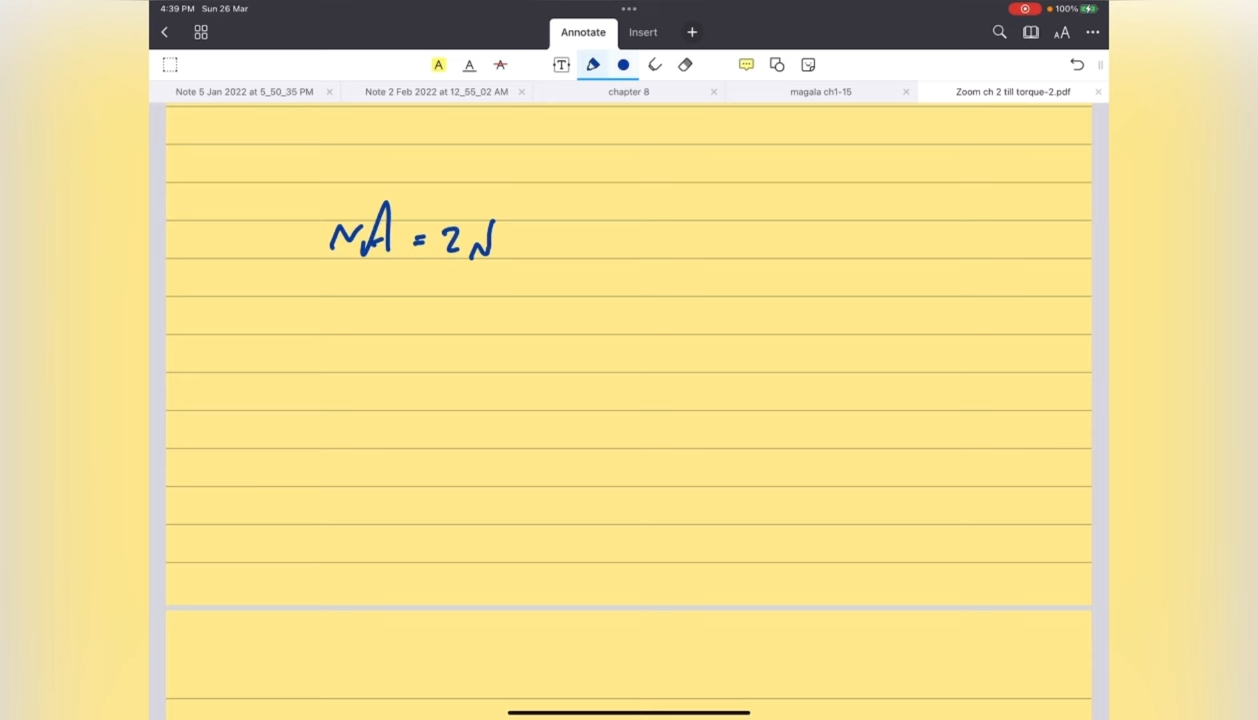 4:39 PM Sun 26 Mar
100%
Annotate Insert
A A A T
Note 5 Jan 2022 at 5_50_35 PM Note 2 Feb 2022 at 12_55_02 AM chapter 8 magala ch1-15 Zoom ch 2 till torque-2.pdf
NA = 2N